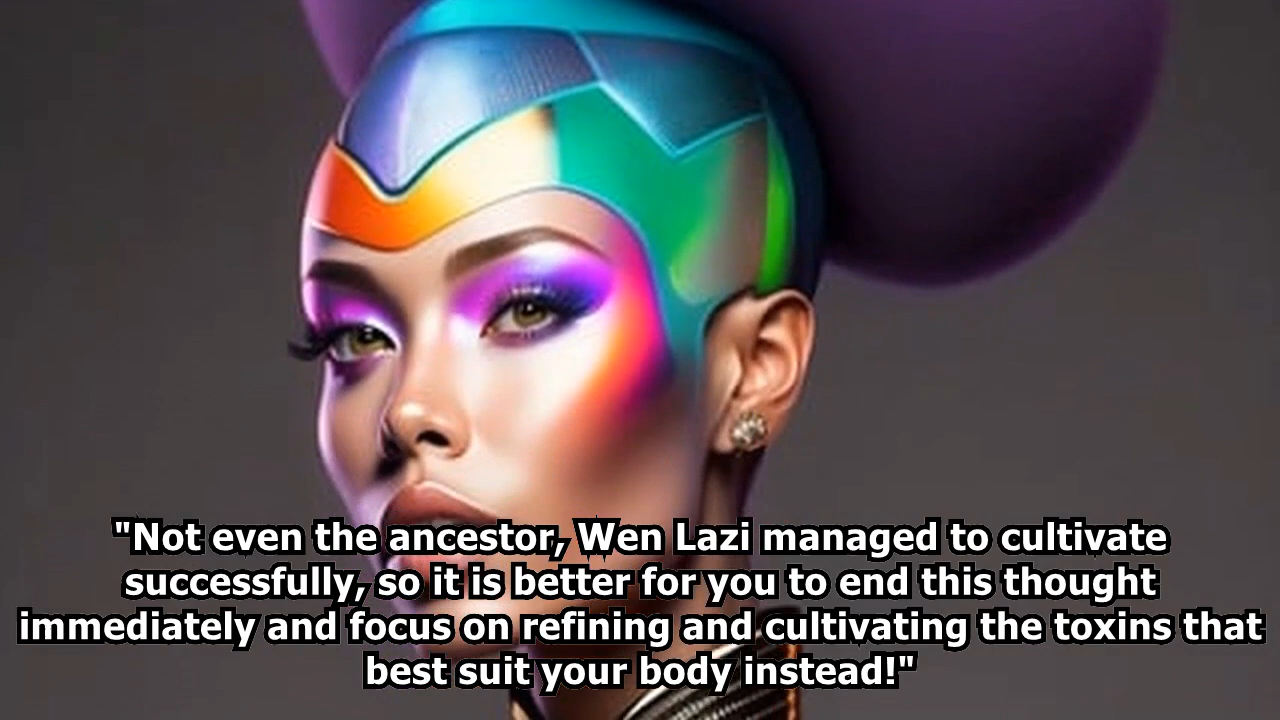 "Not even the ancestor, Wen Lazi managed to cultivate
successfully, so it is better for you to end this thought
immediately and focus on refining and cultivating the toxins that
best suit your body instead!"